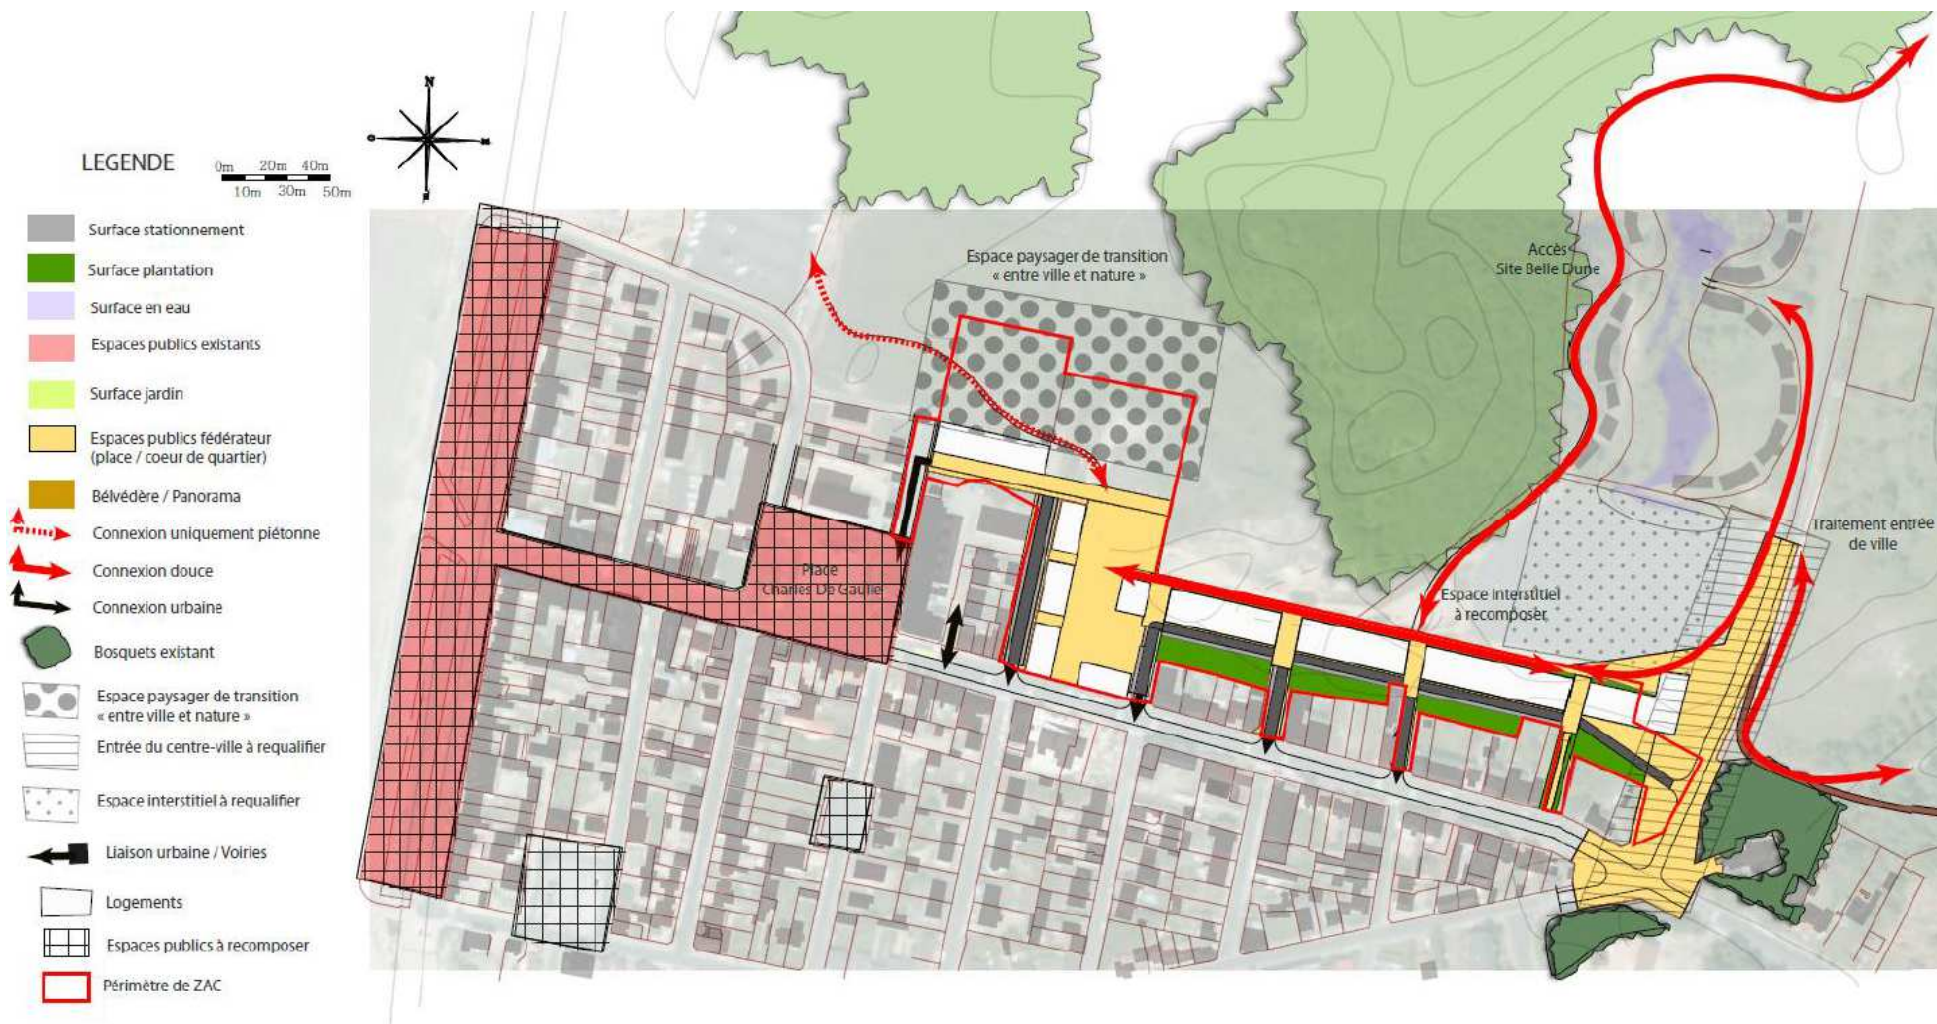 LEGENDE
0m 20m 40m
10m 30m 50m
Surface stationnement
Surface plantation
Surface en eau
Espaces publics existants
Surface jardin
Espaces publics fédérateur
(place / coeur de quartier)
Bélvédère / Panorama
Connexion uniquement piétonne
Connexion douce
Connexion urbaine
Bosquets existant
Espace paysager de transition
« entre ville et nature »
Entrée du centre-ville à requalifier
Espace interstitiel à requalifier
Liaison urbaine / Voiries
Logements
Espaces publics à recomposer
Périmètre de ZAC
N
Espace paysager de transition
« entre ville et nature »
Accès
Site Belle Dune
Traitement entrée
de ville
Place
Charles De Gaulle
Espace interstitiel
à recomposer